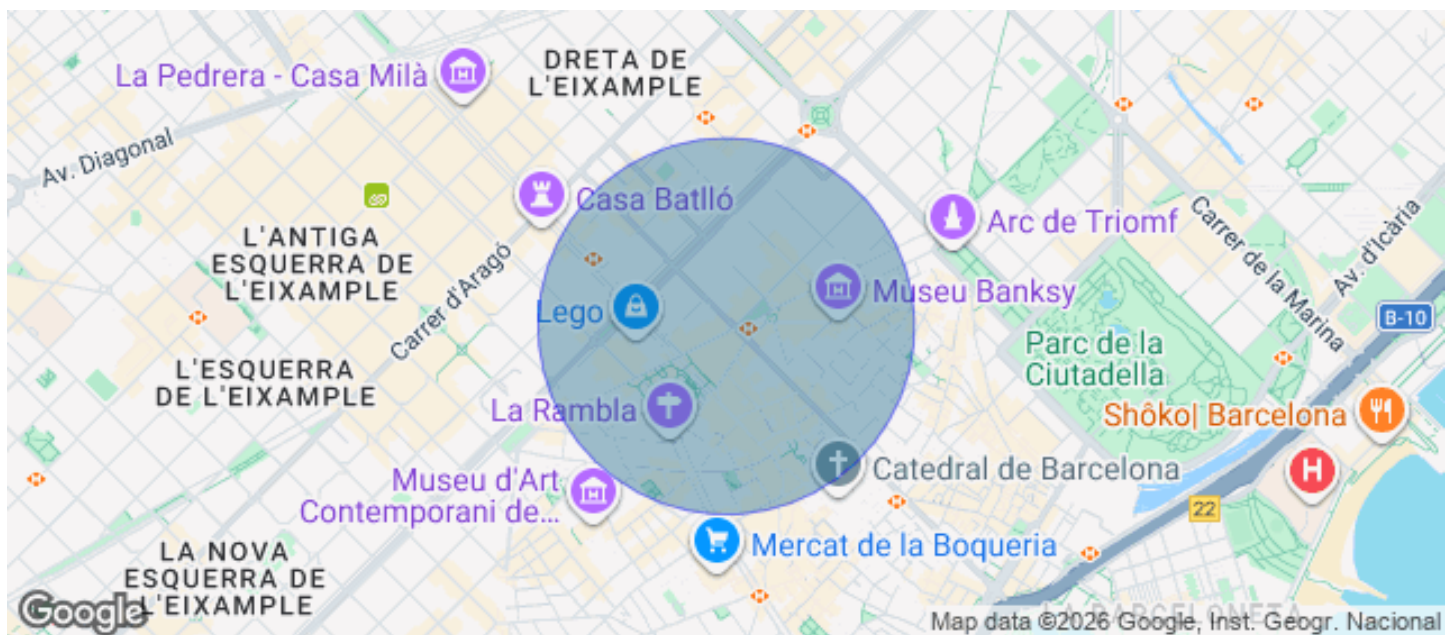 La Pedrera - Casa Milà
DRETA DE
L'EIXAMPLE
Av. Diagonal
Casa Batlló
Arc de Triomf
Carrer de la Marina
Av. d'Icària
L'ANTIGA
ESQUERRA DE
L'EIXAMPLE
Carrer d'Aragó
Lego
Museu Banksy
B-10
L'ESQUERRA
DE L'EIXAMPLE
Parc de la
Ciutadella
La Rambla
Shôko| Barcelona
Museu d'Art
Contemporani de...
Catedral de Barcelona
H
22
Mercat de la Boqueria
LA NOVA
ESQUERRA DE
L'EIXAMPLE
Google
LA BARCELONETA
Map data ©2026 Google, Inst. Geogr. Nacional